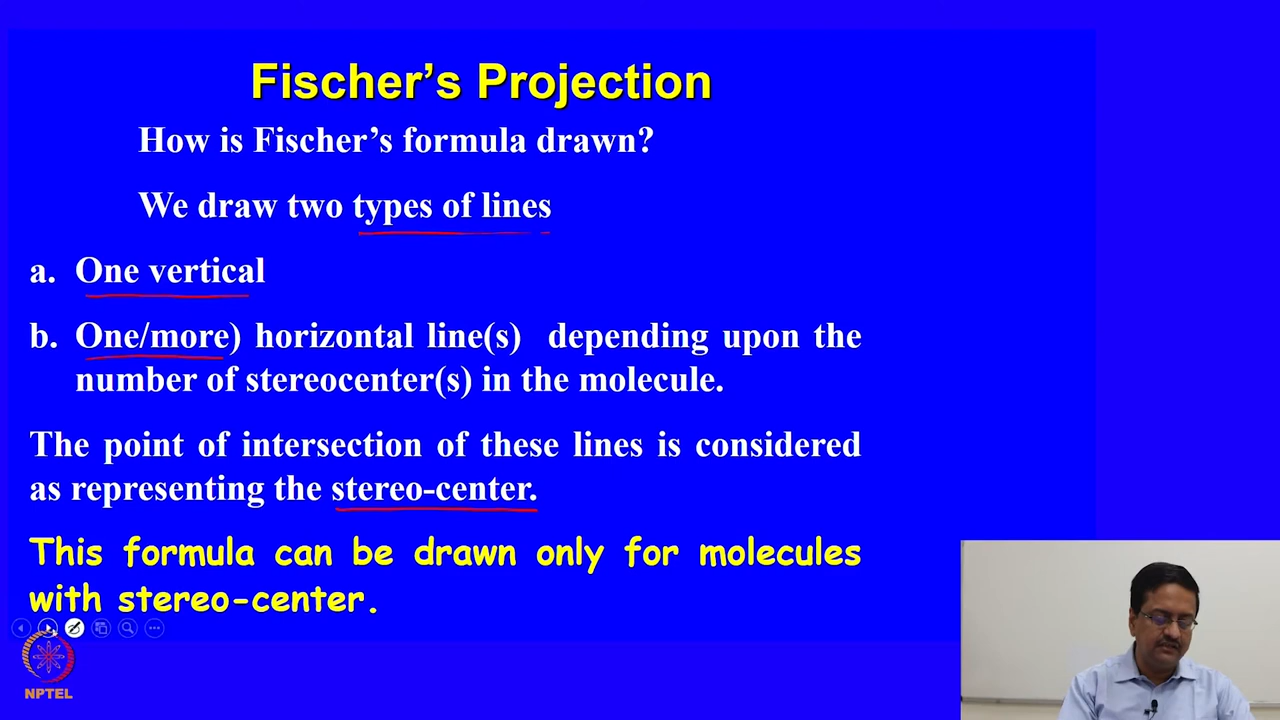 Fischer's Projection
How is Fischer's formula drawn?
We draw two types of lines
a. One vertical
b. One/more) horizontal line(s) depending upon the
number of stereocenter(s) in the molecule.
The point of intersection of these lines is considered
as representing the stereo-center.
This formula can be drawn only for molecules
with stereo-center.
NPTEL